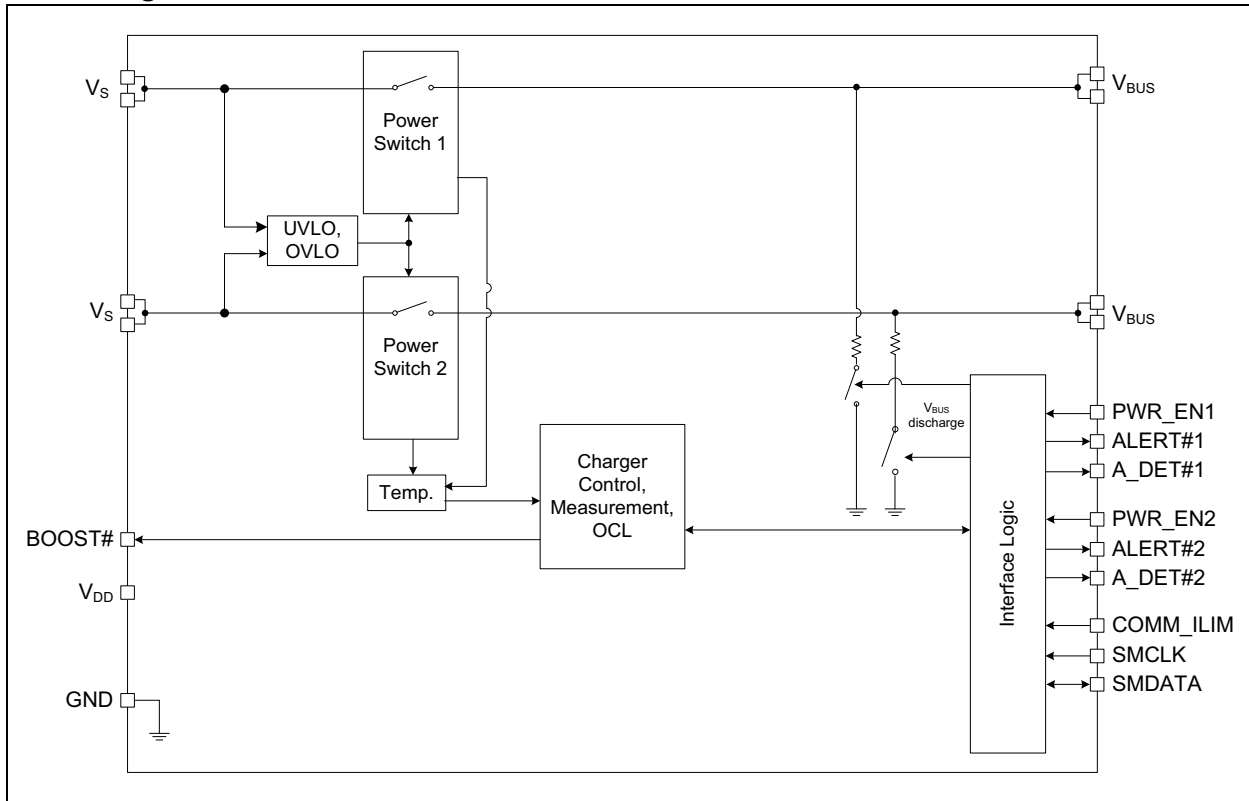 VS
VBUS
Power
Switch 1
UVLO,
OVLO
VS
VBUS
Power
Switch 2
VBUS
discharge
PWR_EN1
ALERT#1
A_DET#1
Charger
Control,
Measurement,
OCL
Temp.
Interface Logic
PWR_EN2
ALERT#2
A_DET#2
BOOST#
VDD
COMM_ILIM
SMCLK
SMDATA
GND